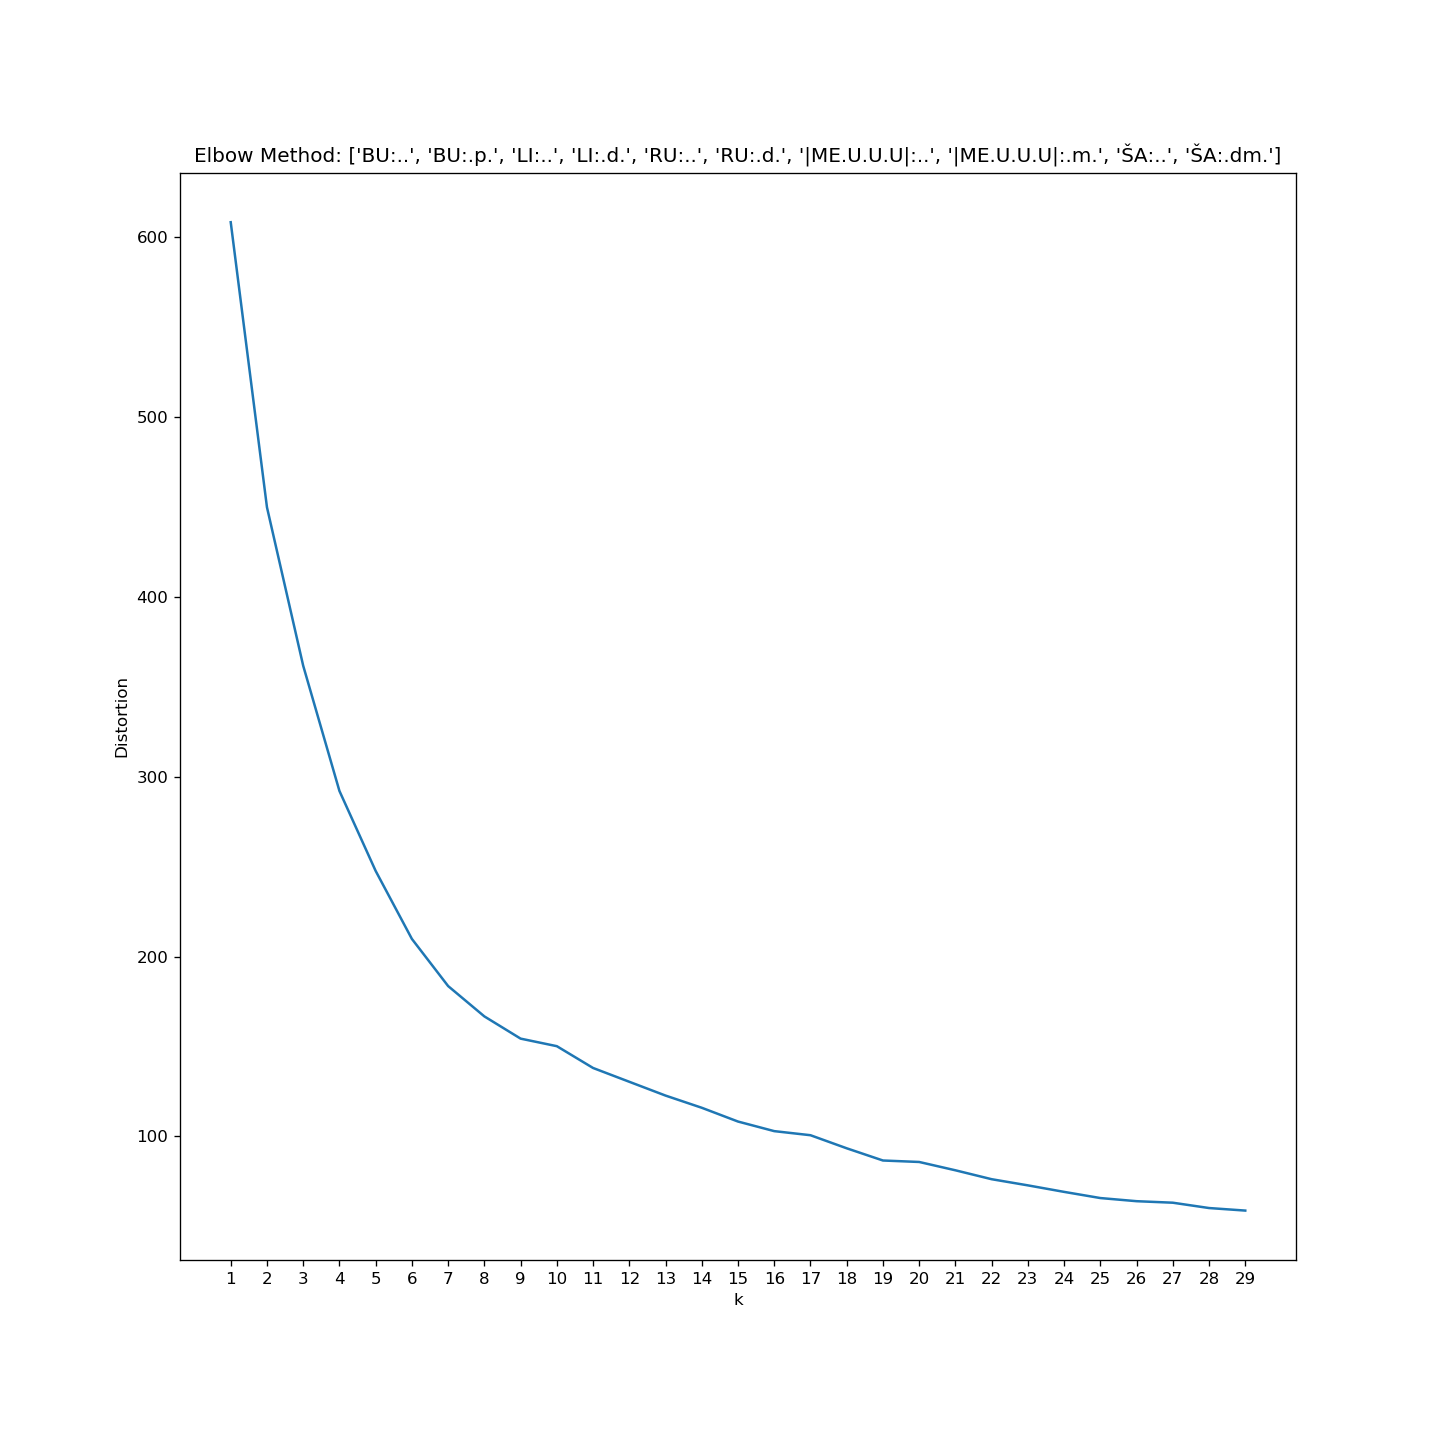 Elbow Method: ['BU:..', 'BU:.p.', 'LI:..', 'LI:.d.', 'RU:..', 'RU:.d.', '|ME.U.U.U|:..', '|ME.U.U.U|:.m.', 'ŠA:..', 'ŠA:.dm.']
600
500
400
300
200
100
Distortion
1 2 3 4 5 6 7 8 9 10 11 12 13 14 15 16 17 18 19 20 21 22 23 24 25 26 27 28 29
k